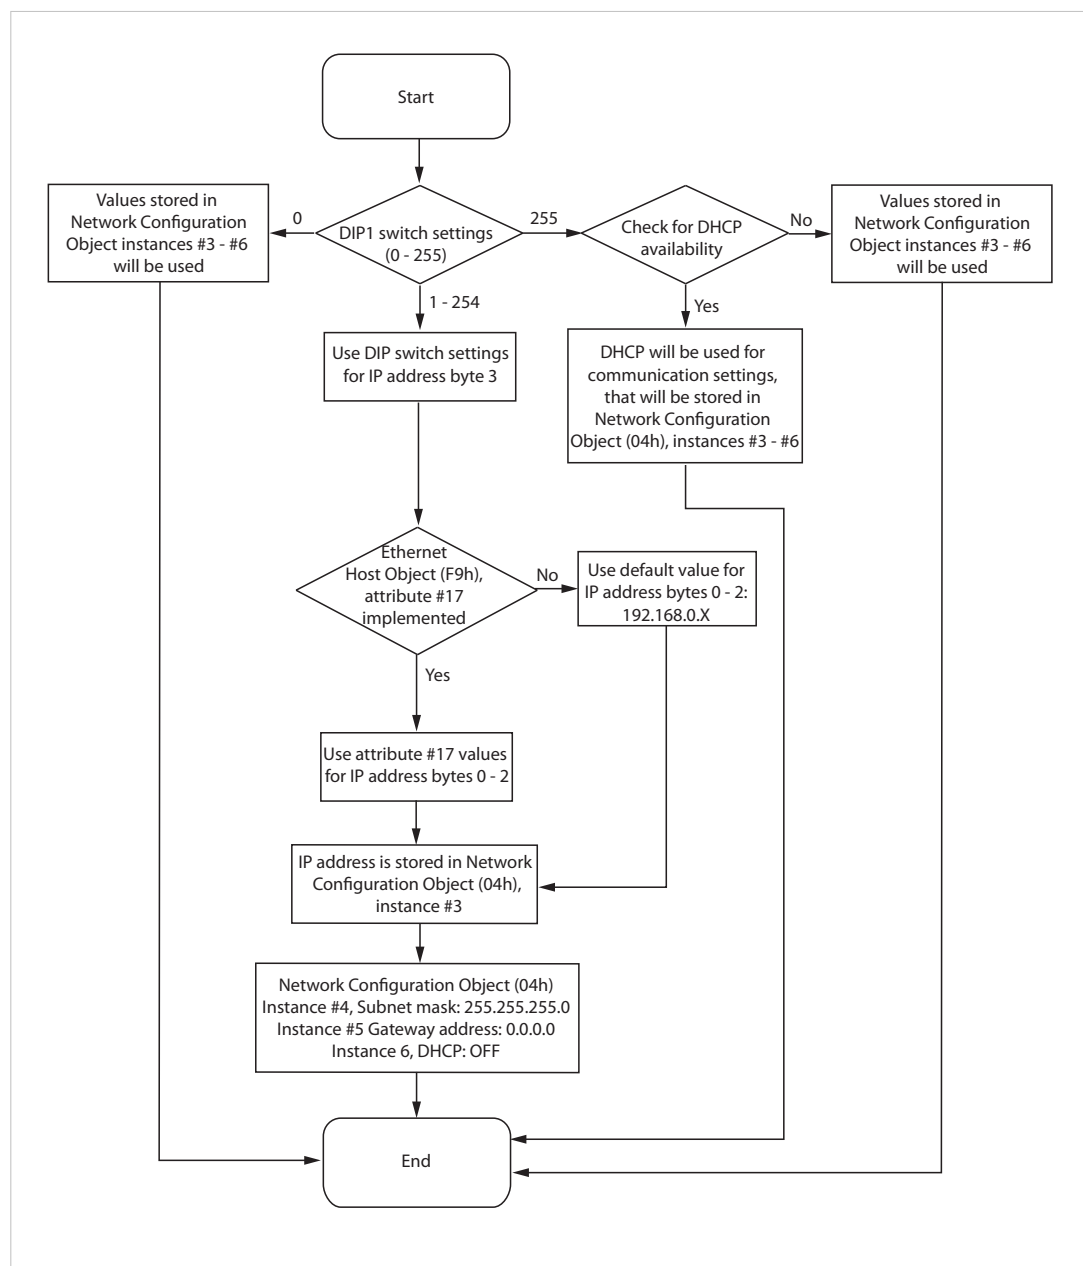 Start
Values stored in
Network Configuration
Object instances #3 - #6
will be used
0
DIP1 switch settings
(0 - 255)
255
Check for DHCP
availability
No
Values stored in
Network Configuration
Object instances #3 - #6
will be used
1 - 254
Yes
Use DIP switch settings
for IP address byte 3
DHCP will be used for
communication settings,
that will be stored in
Network Configuration
Object (04h), instances #3 - #6
Ethernet
Host Object (F9h),
attribute #17
implemented
No
Use default value for
IP address bytes 0 - 2:
192.168.0.X
Yes
Use attribute #17 values
for IP address bytes 0 - 2
IP address is stored in Network
Configuration Object (04h),
instance #3
Network Configuration Object (04h)
Instance #4, Subnet mask: 255.255.255.0
Instance #5 Gateway address: 0.0.0.0
Instance 6, DHCP: OFF
End